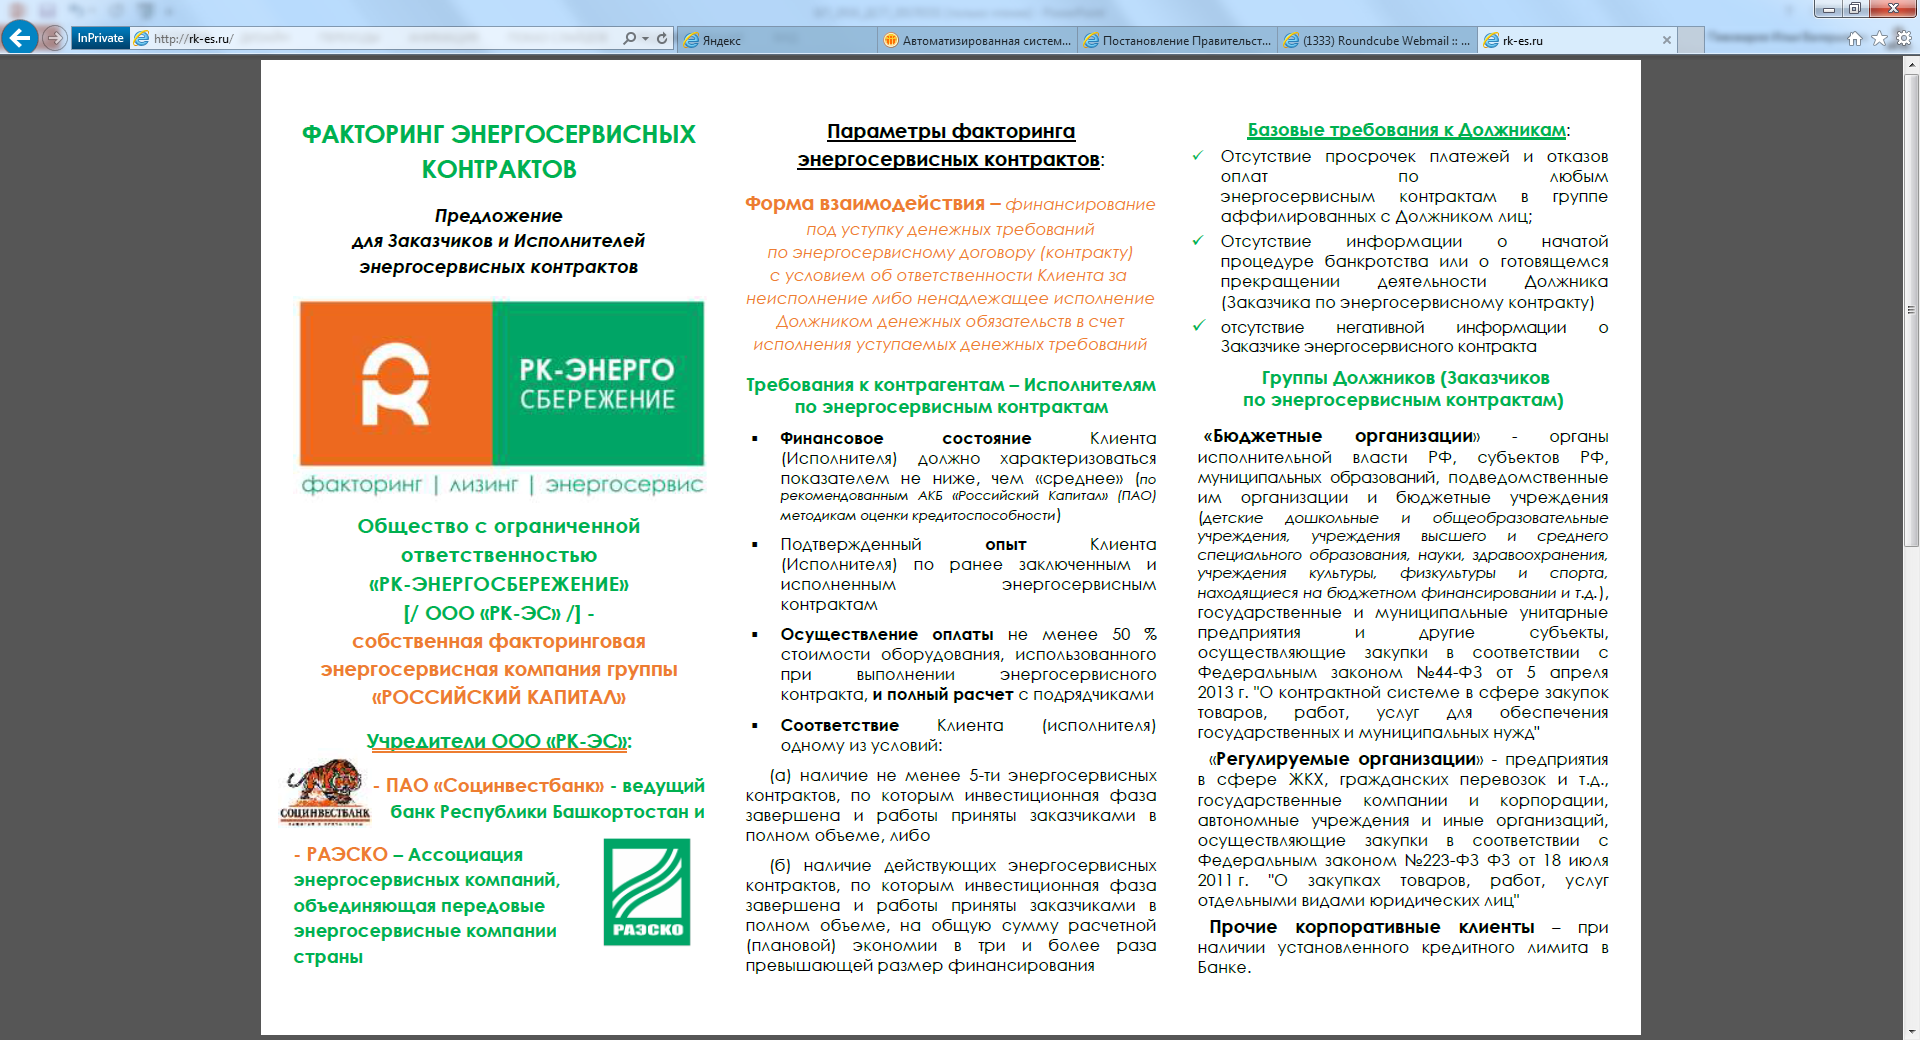 InPrivate
http://rk-es.ru/
Яндекс
Автоматизированная систем...
Постановление Правительст...
(1333) Roundcube Webmail :: ...
rk-es.ru
ФАКТОРИНГ ЭНЕРГОСЕРВИСНЫХ
КОНТРАКТОВ
Предложение
для Заказчиков и Исполнителей
энергосервисных контрактов
РК-ЭНЕРГО
СБЕРЕЖЕНИЕ
факторинг | лизинг | энергосервис
Общество с ограниченной
ответственностью
«РК-ЭНЕРГОСБЕРЕЖЕНИЕ»
[/ ООО «РК-ЭС» /] -
собственная факторинговая
энергосервисная компания группы
«РОССИЙСКИЙ КАПИТАЛ»
Учредители ООО «РК-ЭС»:
СОЦИНВЕСТБАНК
- ПАО «Социнвестбанк» - ведущий
банк Республики Башкортостан и
- РАЭСКО – Ассоциация
энергосервисных компаний,
объединяющая передовые
энергосервисные компании
страны
РАЭСКО
Параметры факторинга
энергосервисных контрактов:
Форма взаимодействия – финансирование
под уступку денежных требований
по энергосервисному договору (контракту)
с условием об ответственности Клиента за
неисполнение либо ненадлежащее исполнение
Должником денежных обязательств в счет
исполнения уступаемых денежных требований
Требования к контрагентам – Исполнителям
по энергосервисным контрактам
▪ Финансовое состояние Клиента
(Исполнителя) должно характеризоваться
показателем не ниже, чем «среднее» (по
рекомендованным АКБ «Российский Капитал» (ПАО)
методикам оценки кредитоспособности)
▪ Подтвержденный опыт Клиента
(Исполнителя) по ранее заключенным и
исполненным энергосервисным
контрактам
▪ Осуществление оплаты не менее 50 %
стоимости оборудования, использованного
при выполнении энергосервисного
контракта, и полный расчет с подрядчиками
▪ Соответствие Клиента (исполнителя)
одному из условий:
(а) наличие не менее 5-ти энергосервисных
контрактов, по которым инвестиционная фаза
завершена и работы приняты заказчиками в
полном объеме, либо
(б) наличие действующих энергосервисных
контрактов, по которым инвестиционная фаза
завершена и работы приняты заказчиками в
полном объеме, на общую сумму расчетной
(плановой) экономии в три и более раза
превышающей размер финансирования
Базовые требования к Должникам:
✓ Отсутствие просрочек платежей и отказов
оплат по любым
энергосервисным контрактам в группе
аффилированных с Должником лиц;
✓ Отсутствие информации о начатой
процедуре банкротства или о готовящемся
прекращении деятельности Должника
(Заказчика по энергосервисному контракту)
✓ отсутствие негативной информации о
Заказчике энергосервисного контракта
Группы Должников (Заказчиков
по энергосервисным контрактам)
«Бюджетные организации» - органы
исполнительной власти РФ, субъектов РФ,
муниципальных образований, подведомственные
им организации и бюджетные учреждения
(детские дошкольные и общеобразовательные
учреждения, учреждения высшего и среднего
специального образования, науки, здравоохранения,
учреждения культуры, физкультуры и спорта,
находящиеся на бюджетном финансировании и т.д.),
государственные и муниципальные унитарные
предприятия и другие субъекты,
осуществляющие закупки в соответствии с
Федеральным законом №44-ФЗ от 5 апреля
2013 г. "О контрактной системе в сфере закупок
товаров, работ, услуг для обеспечения
государственных и муниципальных нужд"
«Регулируемые организации» - предприятия
в сфере ЖКХ, гражданских перевозок и т.д.,
государственные компании и корпорации,
автономные учреждения и иные организаций,
осуществляющие закупки в соответствии с
Федеральным законом №223-ФЗ ФЗ от 18 июля
2011 г. "О закупках товаров, работ, услуг
отдельными видами юридических лиц"
Прочие корпоративные клиенты – при
наличии установленного кредитного лимита в
Банке.